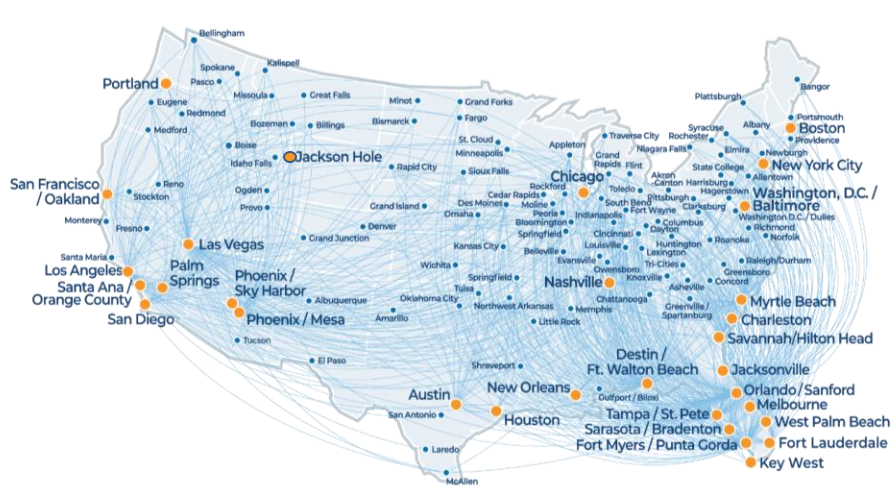 Bellingham
Spokane
Kalispell
Pasco
Portland
Missoula
Great Falls
Eugene
Redmond
Medford
Bozeman
Billings
Boise
Idaho Falls
Jackson Hole
Minot
Bismarck
Grand Forks
Fargo
St. Cloud
Minneapolis
Rapid City
Sioux Falls
San Francisco
/ Oakland
Reno
Stockton
Ogden
Provo
Monterey
Fresno
Grand Island
Denver
Grand Junction
Omaha
Des Moines
Cedar Rapids
Moline
Rockford
Peoria
Bloomington
Springfield
Belleville
Kansas City
Wichita
Las Vegas
Santa Maria
Los Angeles
Palm
Springs
Santa Ana /
Orange County
San Diego
Phoenix /
Sky Harbor
Phoenix / Mesa
Albuquerque
Tucson
El Paso
Amarillo
Oklahoma City
Tulsa
Springfield
Northwest Arkansas
Little Rock
Memphis
Shreveport
Austin
San Antonio
Houston
Laredo
McAllen
New Orleans
Gulfport / Biloxi
Destin /
Ft. Walton Beach
Appleton
Traverse City
Grand
Rapids
Flint
Chicago
South Bend
Toledo
Fort Wayne
Indianapolis
Cincinnati
Dayton
Columbus
Louisville
Lexington
Huntington
Evansville
Owensboro
Nashville
Knoxville
Tri-Cities
Chattanooga
Asheville
Greenville /
Spartanburg
Concord
Greensboro
Raleigh/Durham
Roanoke
Akron
-Canton
Pittsburgh
Clarksburg
Harrisburg
Hagerstown
State College
Niagara Falls
Rochester
Syracuse
Elmira
Albany
Plattsburgh
Bangor
Portsmouth
Boston
Providence
Newburgh
New York City
Allentown
Washington, D.C. /
Baltimore
Washington D.C. / Dulles
Richmond
Norfolk
Myrtle Beach
Charleston
Savannah/Hilton Head
Jacksonville
Orlando/Sanford
Melbourne
Tampa / St. Pete
West Palm Beach
Sarasota / Bradenton
Fort Myers / Punta Gorda
Fort Lauderdale
Key West